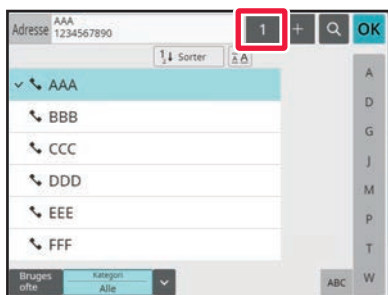 Adresse AAA 1 + OK
1234567890
Sorter
AAA
BBB
CCC
DDD
EEE
FFF
A
D
G
J
M
P
T
W
Bruges ofte
Kategori
Alle
ABC